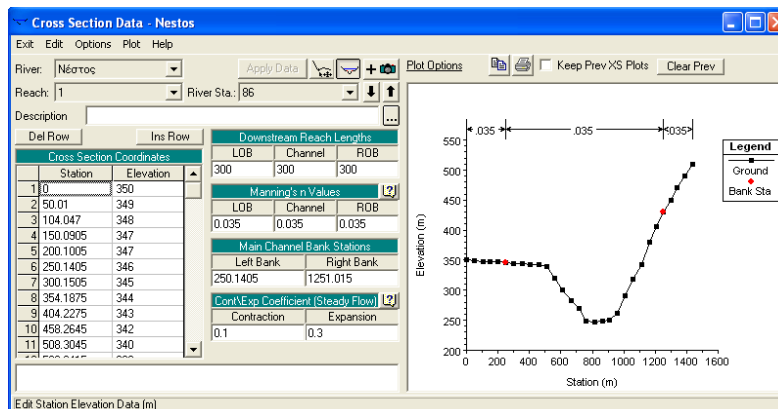 Cross Section Data - Nestos
Exit Edit Options Plot Help
River: Νέστος Apply Data
Reach: 1 River Sta.: 86
Description ...
Del Row Ins Row
Cross Section Coordinates
Station Elevation
1 0 350
2 50.01 349
3 104.047 348
4 150.0905 347
5 200.1005 347
6 250.1405 346
7 300.1505 345
8 354.1875 344
9 404.2275 343
10 458.2645 342
11 508.3045 340
Downstream Reach Lengths
LOB Channel ROB
300 300 300
Manning's n Values
LOB Channel ROB
0.035 0.035 0.035
Main Channel Bank Stations
Left Bank Right Bank
250.1405 1251.015
Cont\Exp Coefficient (Steady Flow)
Contraction Expansion
0.1 0.3
Plot Options Keep Prev XS Plots Clear Prev
.035 .035 .035
550
500
450
400
350
300
250
200
0 200 400 600 800 1000 1200 1400 1600
Elevation (m)
Station (m)
Legend
Ground
Bank Sta
Edit Station Elevation Data (m)